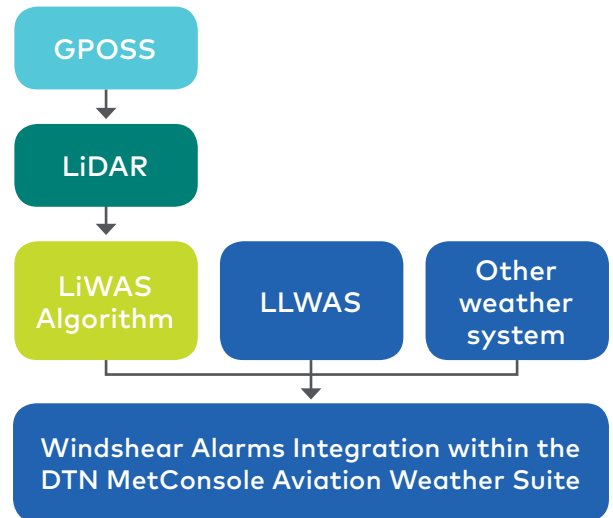 GPOSS
LiDAR
LiWAS
Algorithm
LLWAS
Other
weather
system
Windshear Alarms Integration within the
DTN MetConsole Aviation Weather Suite